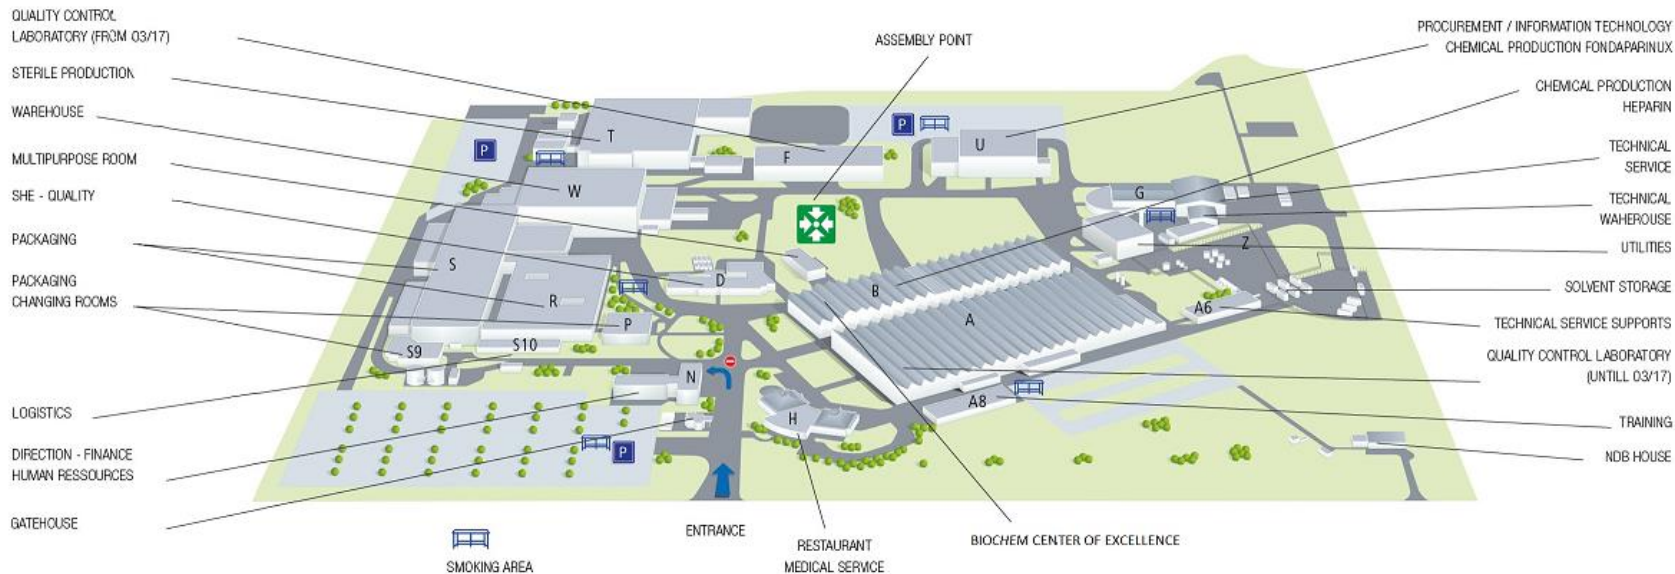 QUALITY CONTROL
LABORATORY (FROM 03/17)
STERILE PRODUCTION
WAREHOUSE
MULTIPURPOSE ROOM
SHE - QUALITY
PACKAGING
PACKAGING
CHANGING ROOMS
LOGISTICS
DIRECTION - FINANCE
HUMAN RESSOURCES
GATEHOUSE
ASSEMBLY POINT
PROCUREMENT / INFORMATION TECHNOLOGY
CHEMICAL PRODUCTION FONDAPARINUX
CHEMICAL PRODUCTION
HEPARIN
TECHNICAL
SERVICE
TECHNICAL
WAHEROUSE
UTILITIES
SOLVENT STORAGE
TECHNICAL SERVICE SUPPORTS
QUALITY CONTROL LABORATORY
(UNTILL 03/17)
TRAINING
NDB HOUSE
T
P
P
F
U
W
G
Z
S
R
D
B
A
A6
P
S9
S10
N
H
A8
P
SMOKING AREA
ENTRANCE
RESTAURANT
MEDICAL SERVICE
BIOCHEM CENTER OF EXCELLENCE